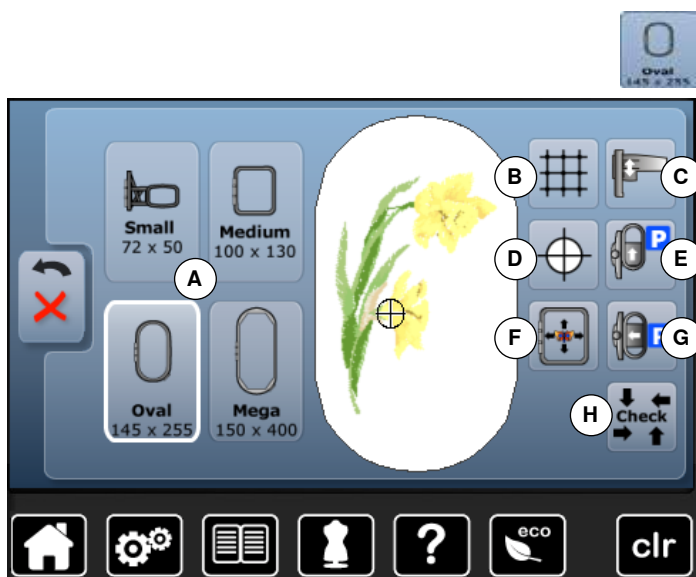 Oval
145 x 255
B
C
Small
72 x 50
Medium
100 x 130
A
D
P
E
F
P
G
Oval
145 x 255
Mega
150 x 400
H
Check
?
eco
clr